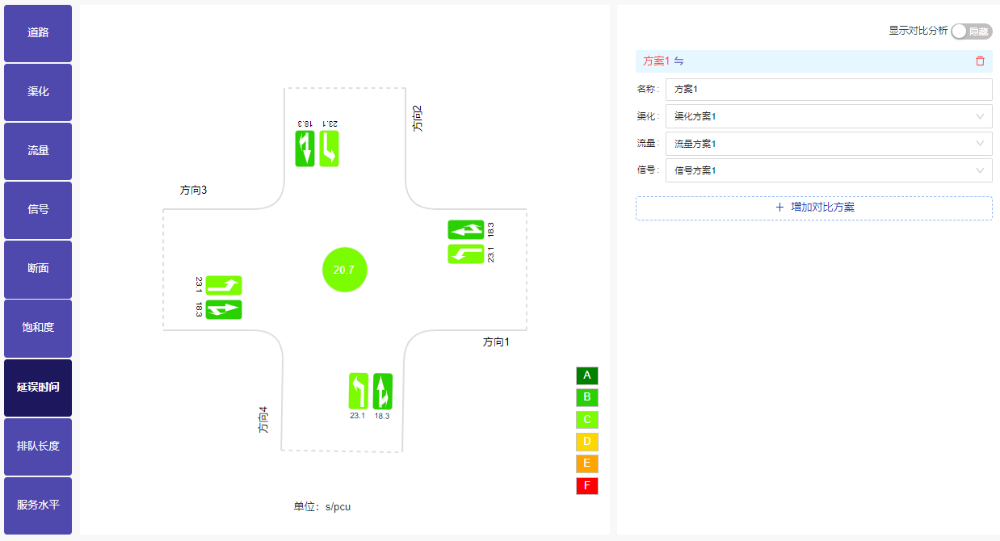 道路
渠化
流量
信号
断面
饱和度
延误时间
排队长度
服务水平
方向2
18.3
23.1
方向3
18.3
23.1
20.7
23.1
18.3
方向1
方向4
23.1
18.3
A
B
C
D
E
F
单位：s/pcu
显示对比分析 隐藏
方案1 ⇋
名称： 方案1
渠化： 渠化方案1
流量： 流量方案1
信号： 信号方案1
+ 增加对比方案